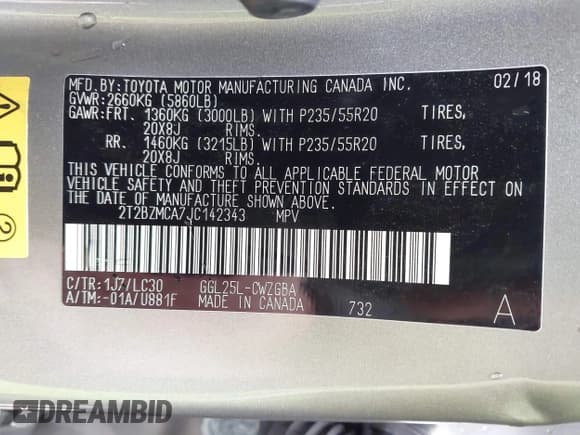 MFD.BY:TOYOTA MOTOR MANUFACTURING CANADA INC. 02/18
GVWR:2660KG (5860LB)
GAWR:FRT. 1360KG (3000LB) WITH P235/55R20 TIRES,
20X8J RIMS.
RR. 1460KG (3215LB) WITH P235/55R20 TIRES,
20X8J RIMS.
THIS VEHICLE CONFORMS TO ALL APPLICABLE FEDERAL MOTOR
VEHICLE SAFETY AND THEFT PREVENTION STANDARDS IN EFFECT ON
THE DATE OF MANUFACTURE SHOWN ABOVE.
2T2BZMCA7JC142343 MPV
C/TR:1J7/LC30 GGL25L-CWZGBA
A/TM:-01A/U881F MADE IN CANADA 732 A
2
DREAMBID